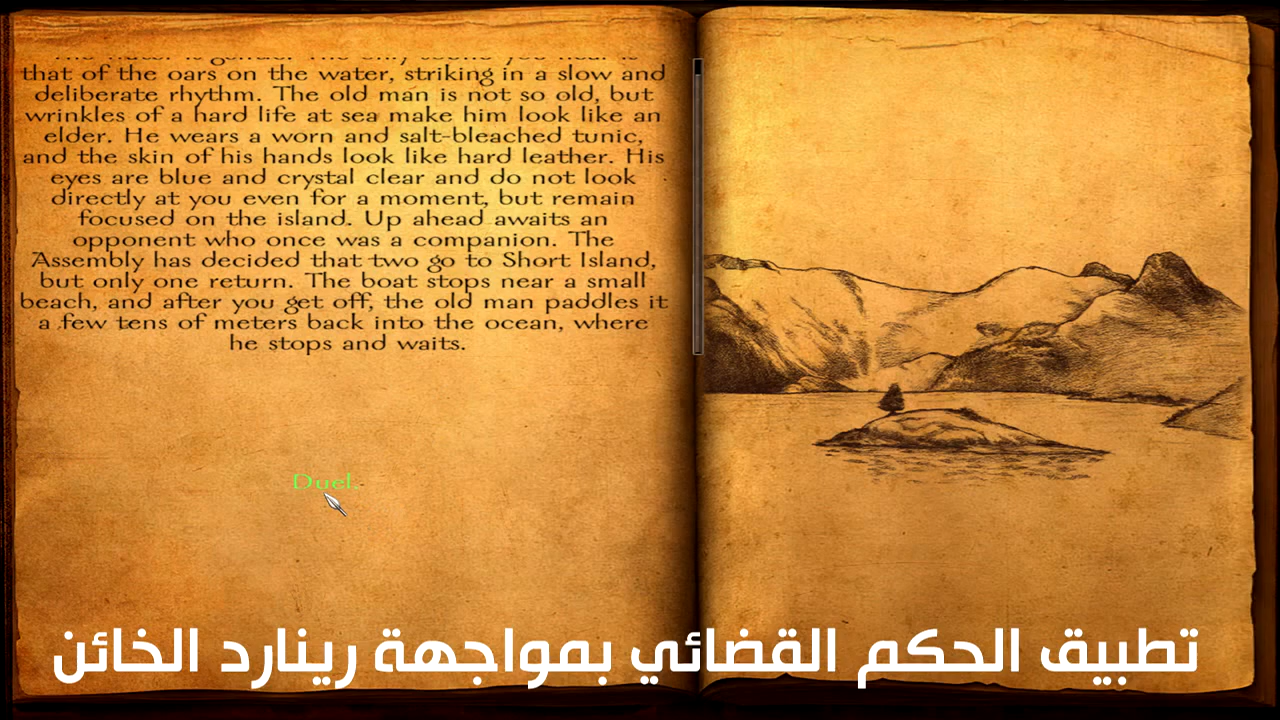 that of the oars on the water, striking in a slow and
deliberate rhythm. The old man is not so old, but
wrinkles of a hard life at sea make him look like an
elder. He wears a worn and salt-bleached tunic,
and the skin of his hands look like hard leather. His
eyes are blue and crystal clear and do not look
directly at you even for a moment, but remain
focused on the island. Up ahead awaits an
opponent who once was a companion. The
Assembly has decided that two go to Short Island,
but only one return. The boat stops near a small
beach, and after you get off, the old man paddles it
a few tens of meters back into the ocean, where
he stops and waits.
Duel.
تطبيق الحكم القضائي بمواجهة رينارد الخائن